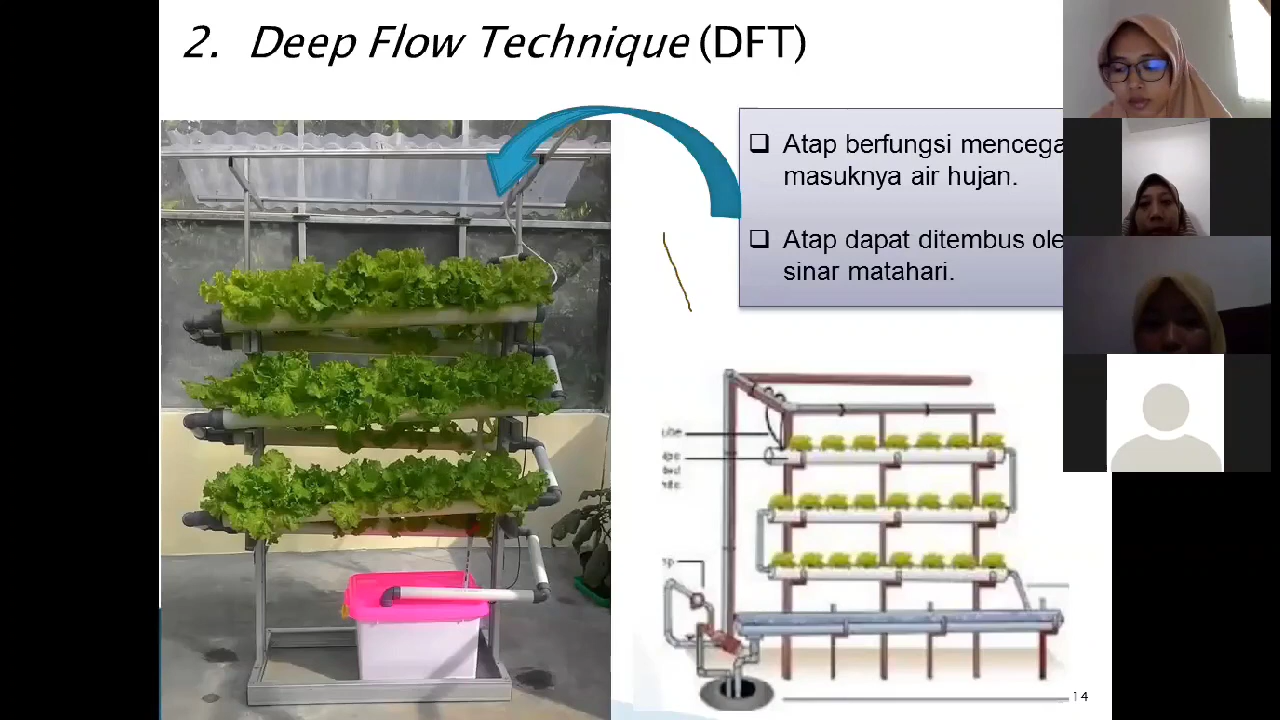 2. Deep Flow Technique (DFT)
❑ Atap berfungsi mencega
masuknya air hujan.
❑ Atap dapat ditembus ole
sinar matahari.
14